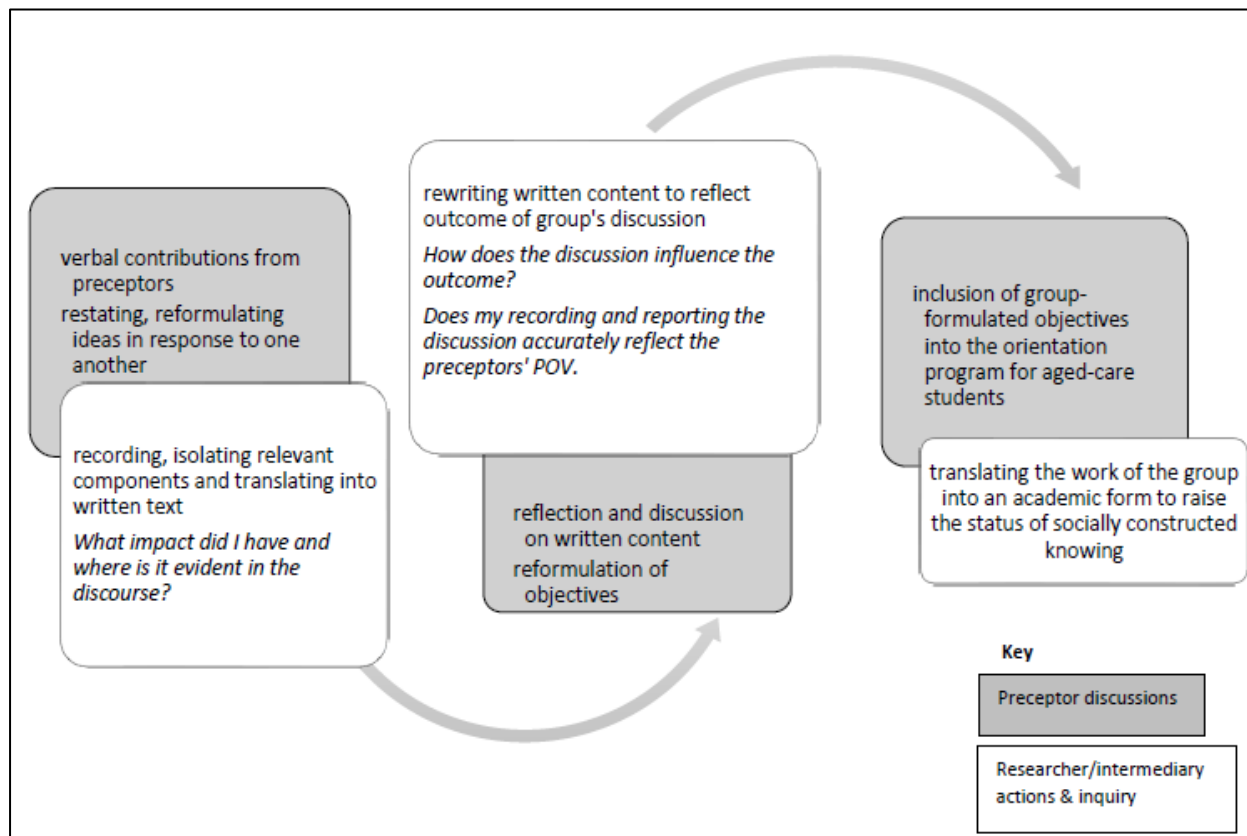 verbal contributions from
preceptors
restating, reformulating
ideas in response to one
another
recording, isolating relevant
components and translating into
written text
What impact did I have and
where is it evident in the
discourse?
rewriting written content to reflect
outcome of group's discussion
How does the discussion influence the
outcome?
Does my recording and reporting the
discussion accurately reflect the
preceptors' POV.
reflection and discussion
on written content
reformulation of
objectives
inclusion of group-
formulated objectives
into the orientation
program for aged-care
students
translating the work of the group
into an academic form to raise
the status of socially constructed
knowing
Key
Preceptor discussions
Researcher/intermediary
actions & inquiry